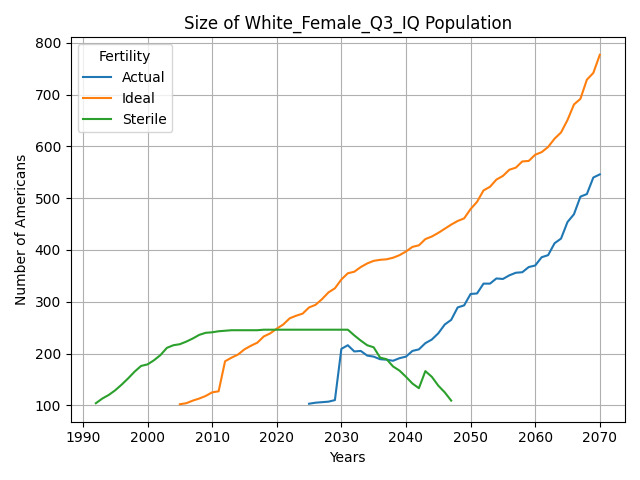 Size of White_Female_Q3_IQ Population
Fertility
Actual
Ideal
Sterile
Number of Americans
800
700
600
500
400
300
200
100
1990 2000 2010 2020 2030 2040 2050 2060 2070
Years